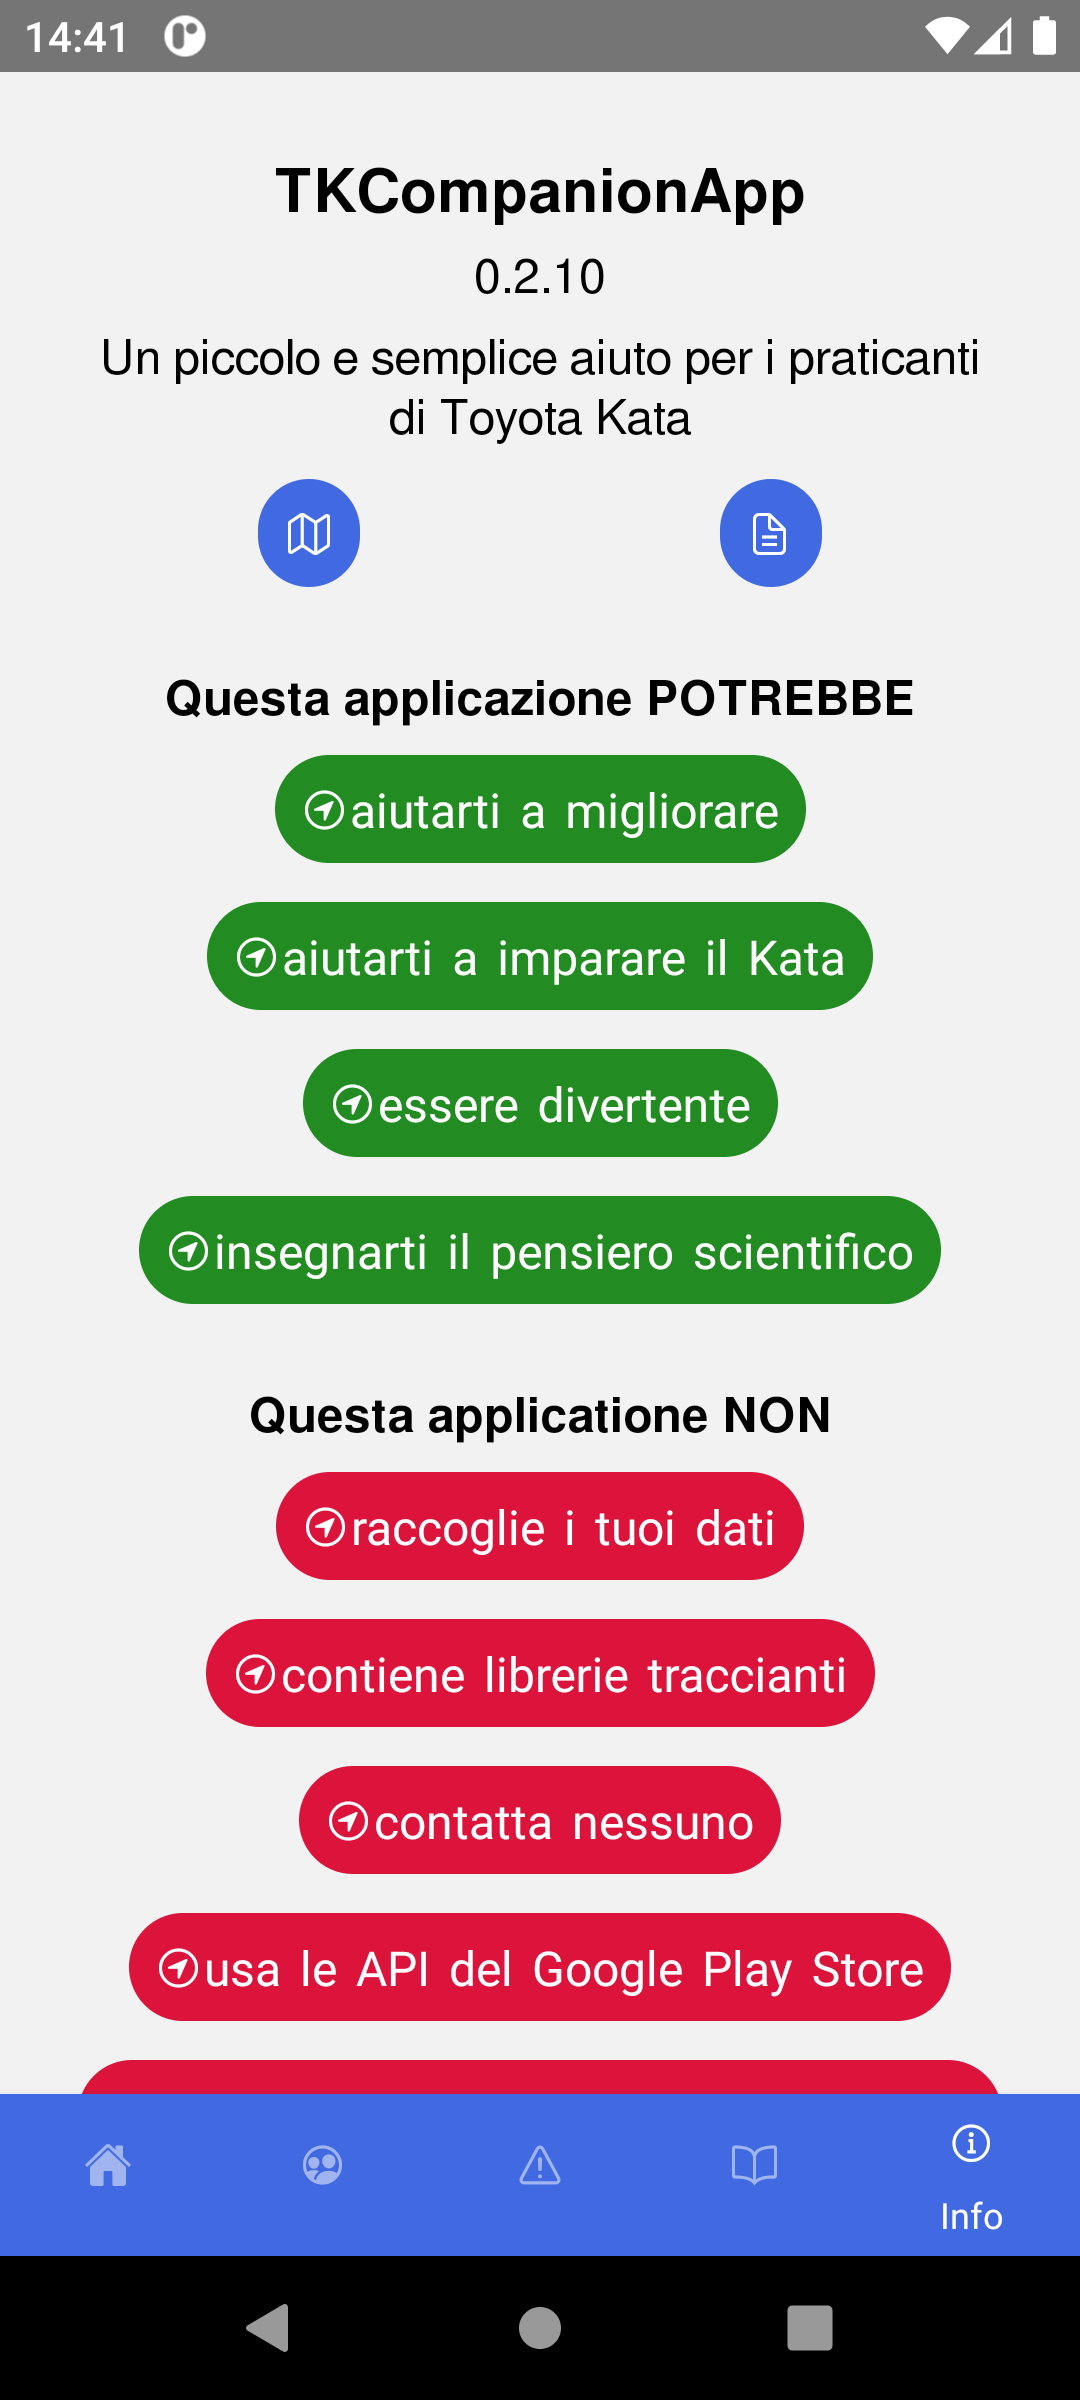 14:41
TKCompanionApp
0.2.10
Un piccolo e semplice aiuto per i praticanti
di Toyota Kata
Questa applicazione POTREBBE
aiutarti a migliorare
aiutarti a imparare il Kata
essere divertente
insegnarti il pensiero scientifico
Questa applicatione NON
raccoglie i tuoi dati
contiene librerie traccianti
contatta nessuno
usa le API del Google Play Store
Info